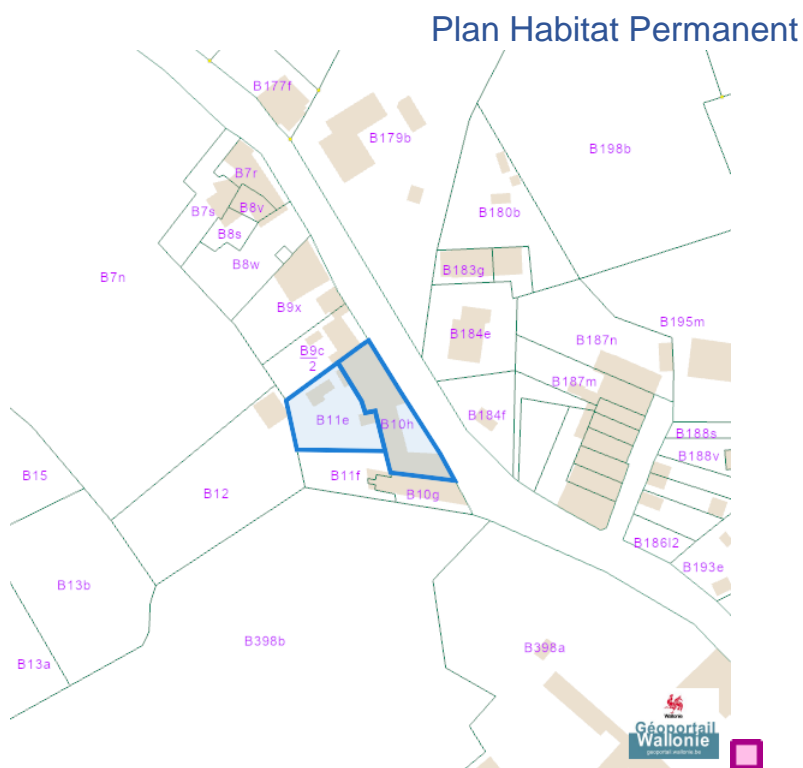 Plan Habitat Permanent
B177f
B179b
B198b
B7r
B7s
B8v
B180b
B8s
B8w
B7n
B183g
B9x
B195m
B184e
B187n
B9c
2
B187m
B11e
B10h
B184f
B188s
B188v
B15
B11f
B12
B10g
B186l2
B193e
B13b
B398b
B398a
B13a
Wallonie
Géoportail
Wallonie
geoportail.wallonie.be